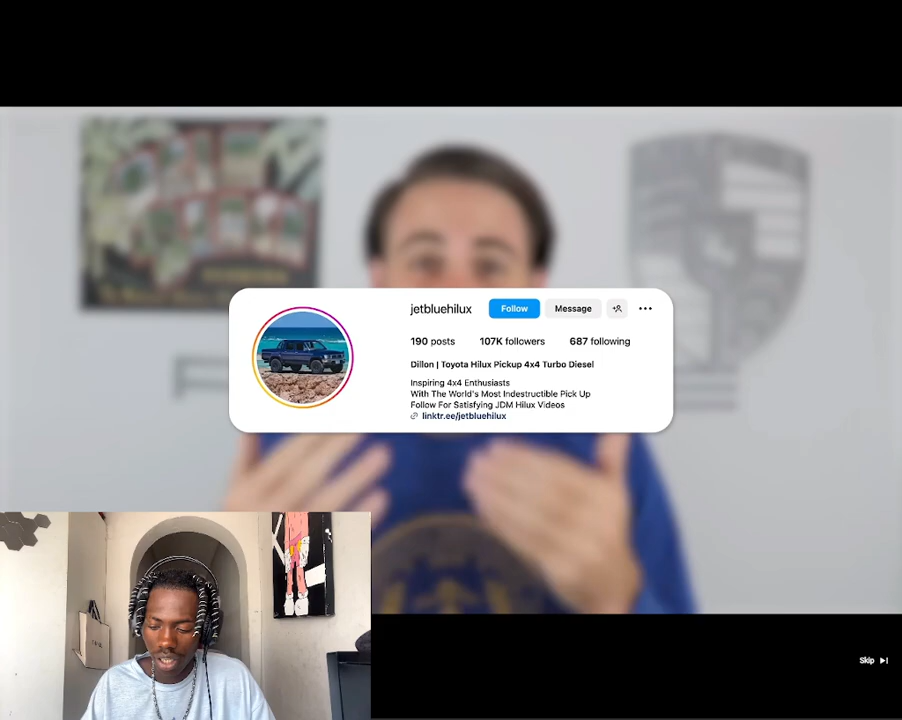 jetbluehilux Follow Message
190 posts 107K followers 687 following
Dillon | Toyota Hilux Pickup 4x4 Turbo Diesel
Inspiring 4x4 Enthusiasts
With The World's Most Indestructible Pick Up
Follow For Satisfying JDM Hilux Videos
linktr.ee/jetbluehilux
Skip